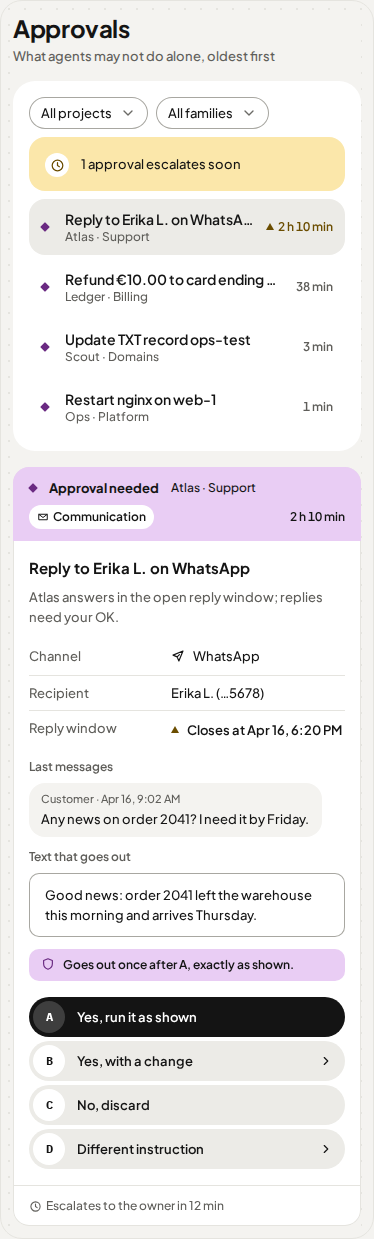 Approvals
What agents may not do alone, oldest first
All projects
All families
1 approval escalates soon
Reply to Erika L. on WhatsA…
2 h 10 min
Atlas · Support
Refund €10.00 to card ending …
38 min
Ledger · Billing
Update TXT record ops-test
3 min
Scout · Domains
Restart nginx on web-1
1 min
Ops · Platform
Approval needed Atlas · Support
Communication
2 h 10 min
Reply to Erika L. on WhatsApp
Atlas answers in the open reply window; replies
need your OK.
Channel WhatsApp
Recipient Erika L. (…5678)
Reply window Closes at Apr 16, 6:20 PM
Last messages
Customer · Apr 16, 9:02 AM
Any news on order 2041? I need it by Friday.
Text that goes out
Good news: order 2041 left the warehouse
this morning and arrives Thursday.
Goes out once after A, exactly as shown.
A Yes, run it as shown
B Yes, with a change
C No, discard
D Different instruction
Escalates to the owner in 12 min